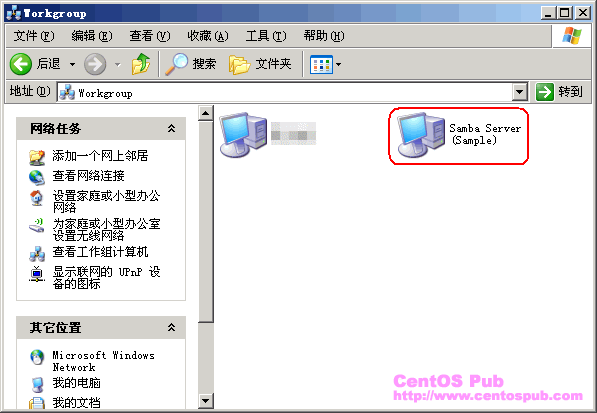 Workgroup
文件(F) 编辑(E) 查看(V) 收藏(A) 工具(T) 帮助(H)
后退 搜索 文件夹
地址(D) Workgroup 转到
网络任务
添加一个网上邻居
查看网络连接
设置家庭或小型办公
网络
为家庭或小型办公室
设置无线网络
查看工作组计算机
显示联网的 UPnP 设
备的图标
其它位置
Microsoft Windows
Network
我的电脑
我的文档
Samba Server
(Sample)
CentOS Pub
http://www.centospub.com